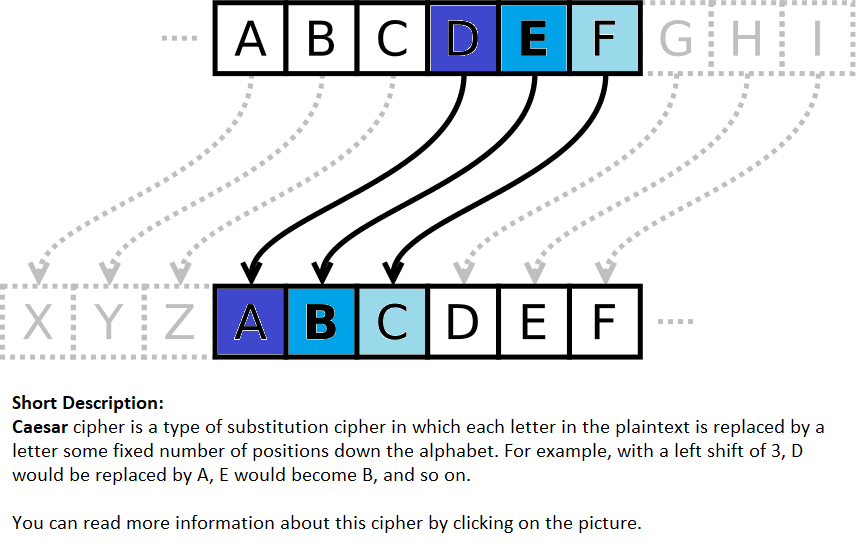 A B C D E F G H I
X Y Z A B C D E F
Short Description:
Caesar cipher is a type of substitution cipher in which each letter in the plaintext is replaced by a
letter some fixed number of positions down the alphabet. For example, with a left shift of 3, D
would be replaced by A, E would become B, and so on.
You can read more information about this cipher by clicking on the picture.